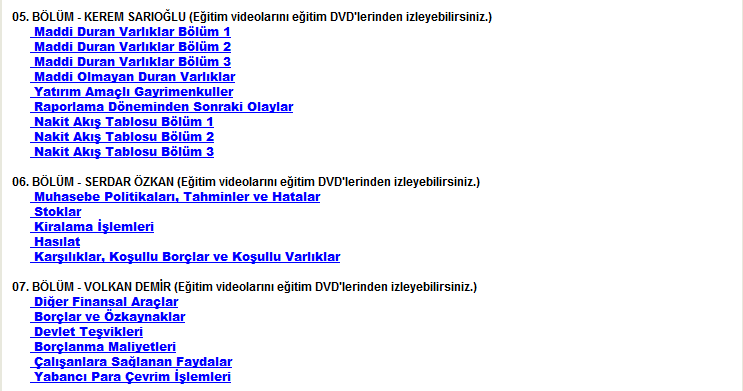 05. BÖLÜM - KEREM SARIOĞLU (Eğitim videolarını eğitim DVD'lerinden izleyebilirsiniz.)
Maddi Duran Varlıklar Bölüm 1
Maddi Duran Varlıklar Bölüm 2
Maddi Duran Varlıklar Bölüm 3
Maddi Olmayan Duran Varlıklar
Yatırım Amaçlı Gayrimenkuller
Raporlama Döneminden Sonraki Olaylar
Nakit Akış Tablosu Bölüm 1
Nakit Akış Tablosu Bölüm 2
Nakit Akış Tablosu Bölüm 3
06. BÖLÜM - SERDAR ÖZKAN (Eğitim videolarını eğitim DVD'lerinden izleyebilirsiniz.)
Muhasebe Politikaları, Tahminler ve Hatalar
Stoklar
Kiralama İşlemleri
Hasılat
Karşılıklar, Koşullu Borçlar ve Koşullu Varlıklar
07. BÖLÜM - VOLKAN DEMİR (Eğitim videolarını eğitim DVD'lerinden izleyebilirsiniz.)
Diğer Finansal Araçlar
Borçlar ve Özkaynaklar
Devlet Teşvikleri
Borçlanma Maliyetleri
Çalışanlara Sağlanan Faydalar
Yabancı Para Çevrim İşlemleri